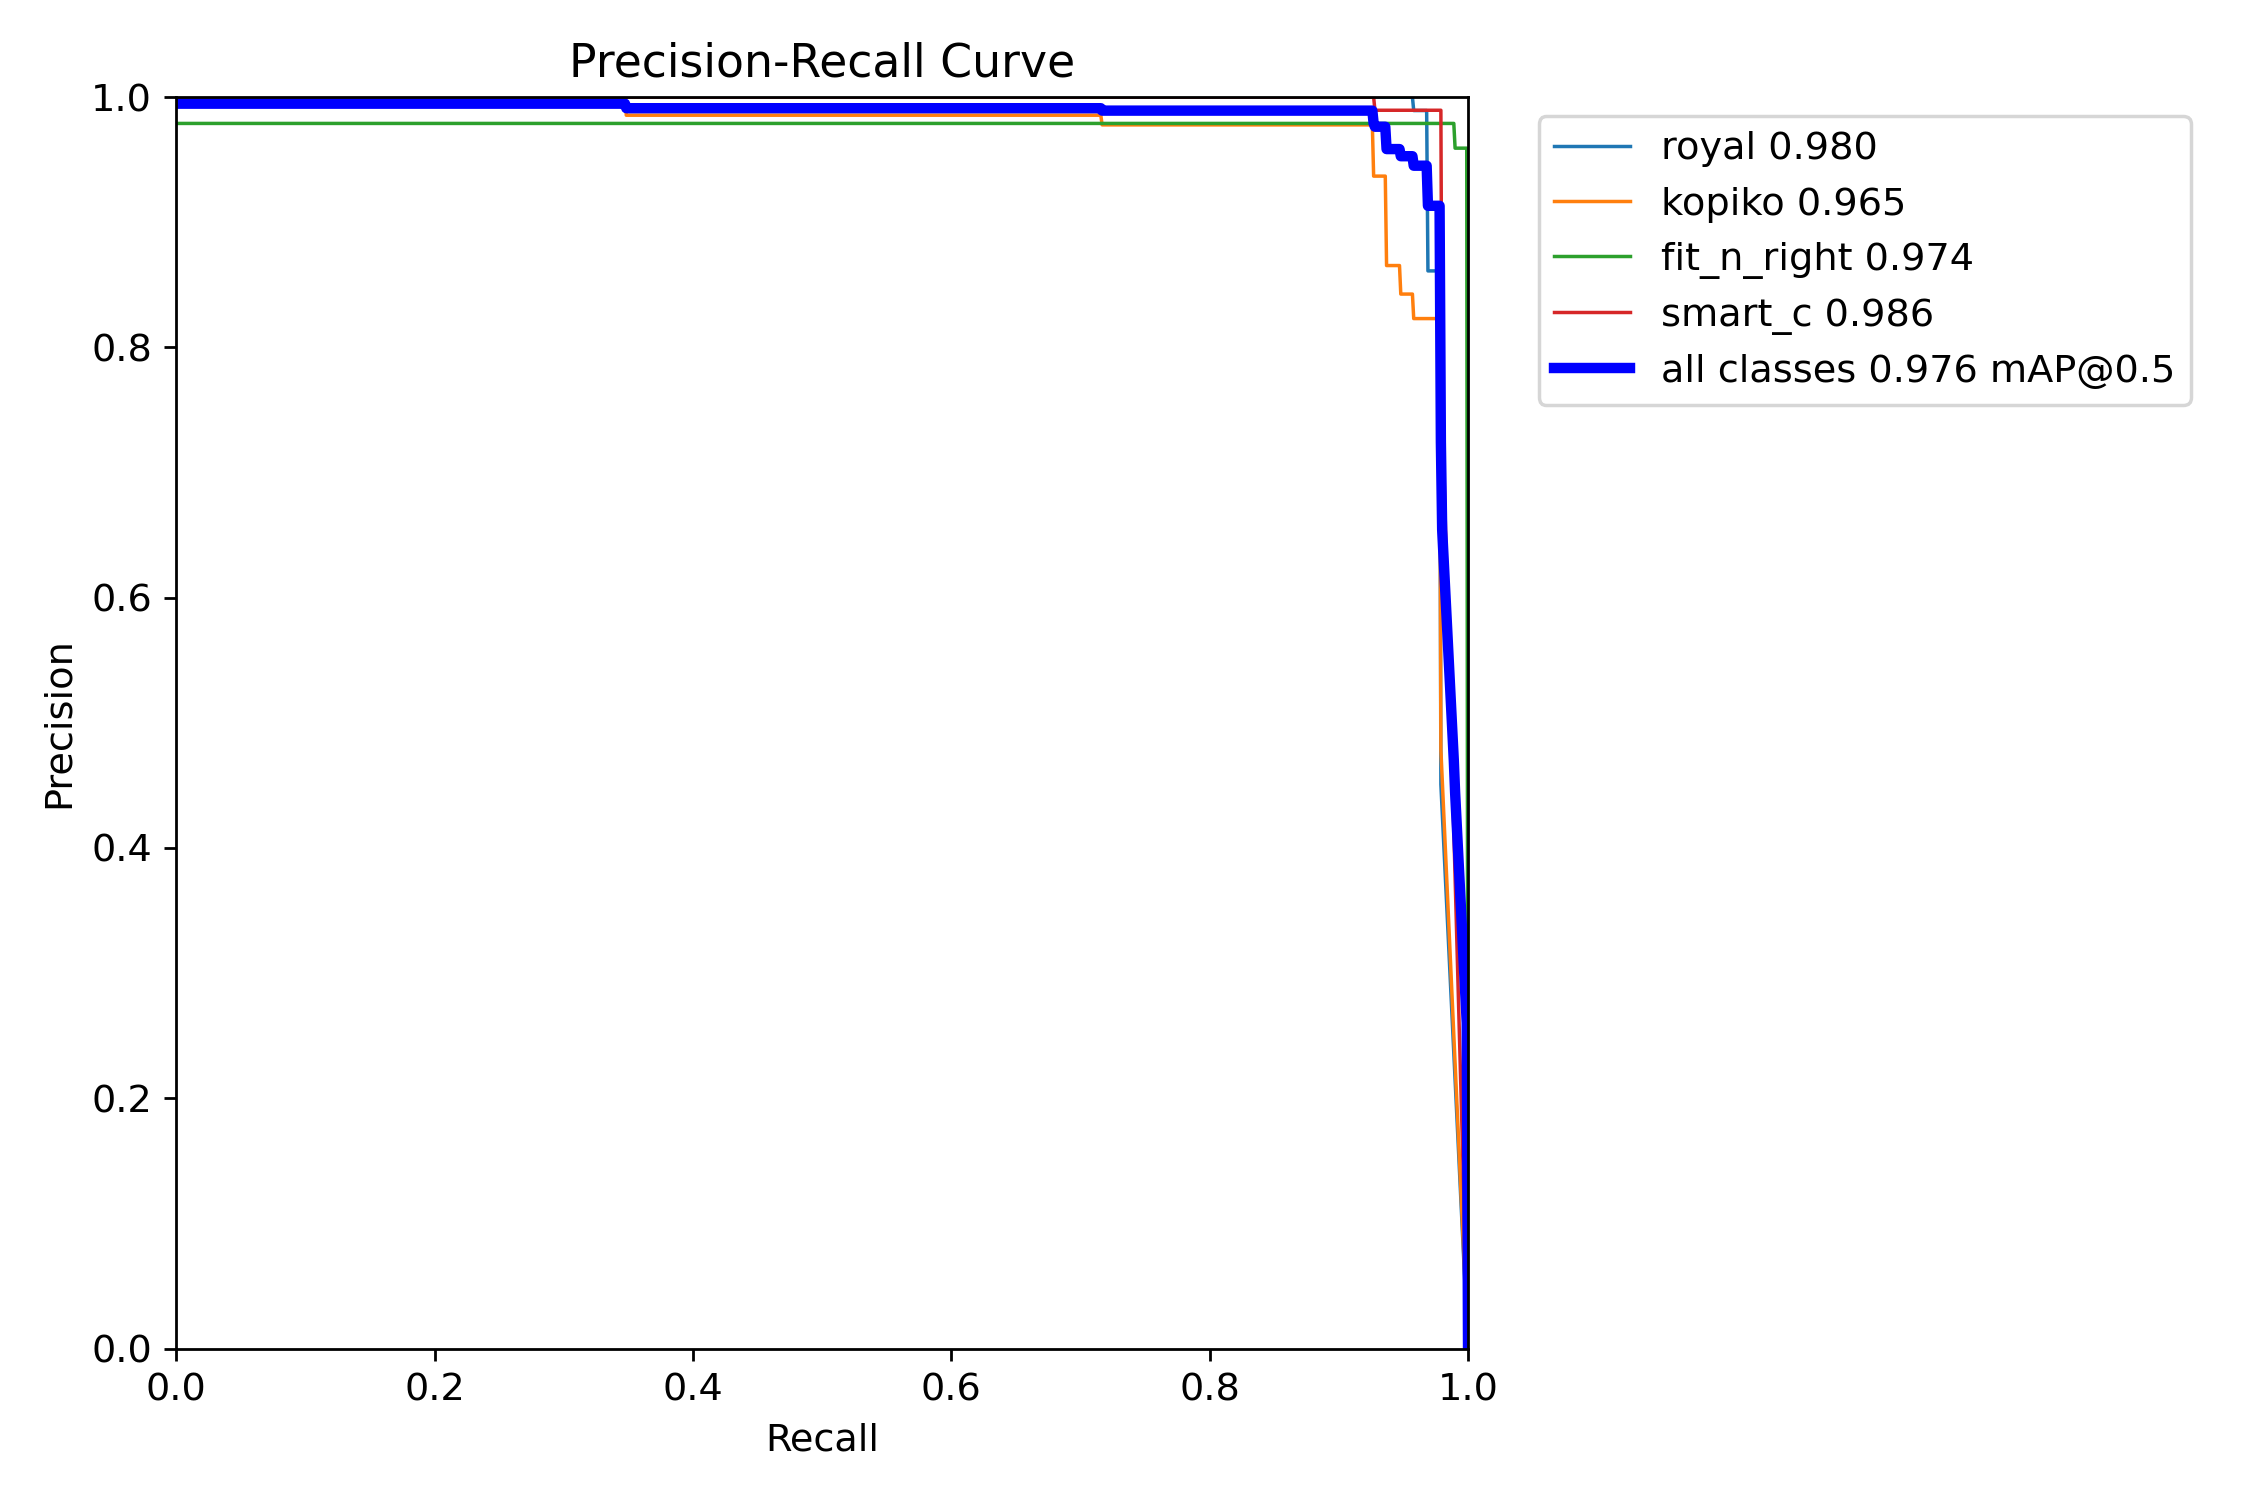 Precision-Recall Curve
1.0
0.8
0.6
0.4
0.2
0.0
Precision
0.0 0.2 0.4 0.6 0.8 1.0
Recall
royal 0.980
kopiko 0.965
fit_n_right 0.974
smart_c 0.986
all classes 0.976 mAP@0.5